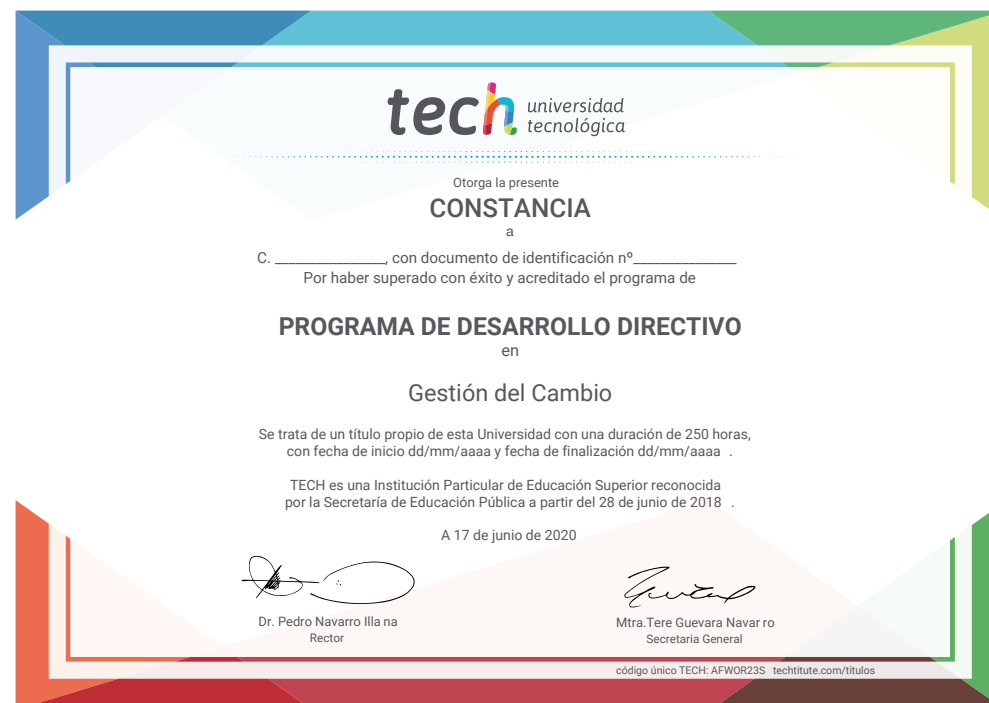 tech universidad
tecnológica
Otorga la presente
CONSTANCIA
a
C. ________________, con documento de identificación nº_______________
Por haber superado con éxito y acreditado el programa de
PROGRAMA DE DESARROLLO DIRECTIVO
en
Gestión del Cambio
Se trata de un título propio de esta Universidad con una duración de 250 horas,
con fecha de inicio dd/mm/aaaa y fecha de finalización dd/mm/aaaa .
TECH es una Institución Particular de Educación Superior reconocida
por la Secretaría de Educación Pública a partir del 28 de junio de 2018 .
A 17 de junio de 2020
Dr. Pedro Navarro Illa na
Rector
Mtra.Tere Guevara Navar ro
Secretaria General
código único TECH: AFWOR23S techtitute.com/titulos